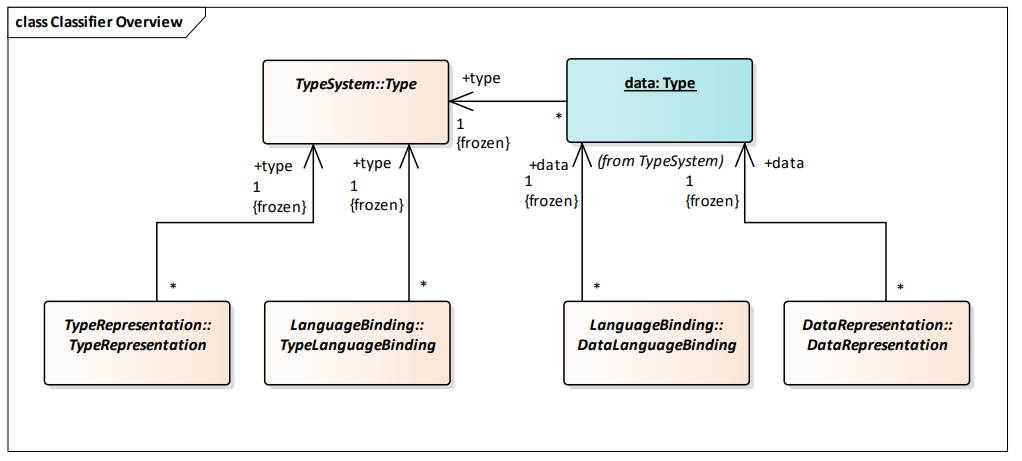 class Classifier Overview
TypeSystem::Type
data: Type
+type
*
1
{frozen}
(from TypeSystem)
+type
1
{frozen}
+type
1
{frozen}
+data
1
{frozen}
+data
1
{frozen}
*
*
*
*
TypeRepresentation::
TypeRepresentation
LanguageBinding::
TypeLanguageBinding
LanguageBinding::
DataLanguageBinding
DataRepresentation::
DataRepresentation